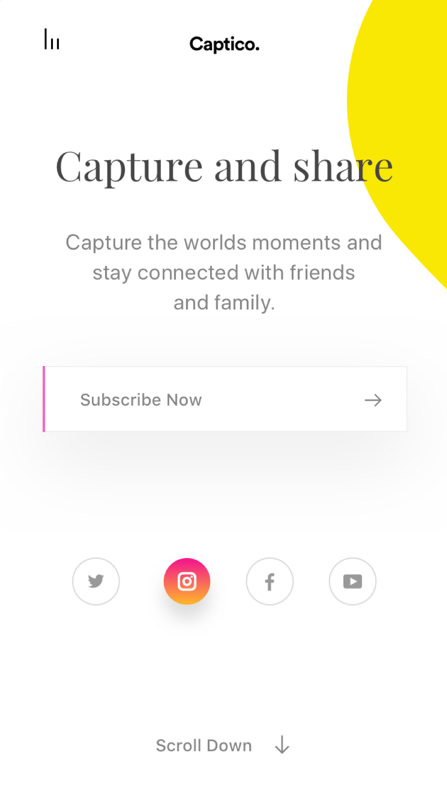 Captico.
Capture and share
Capture the worlds moments and
stay connected with friends
and family.
Subscribe Now
Scroll Down